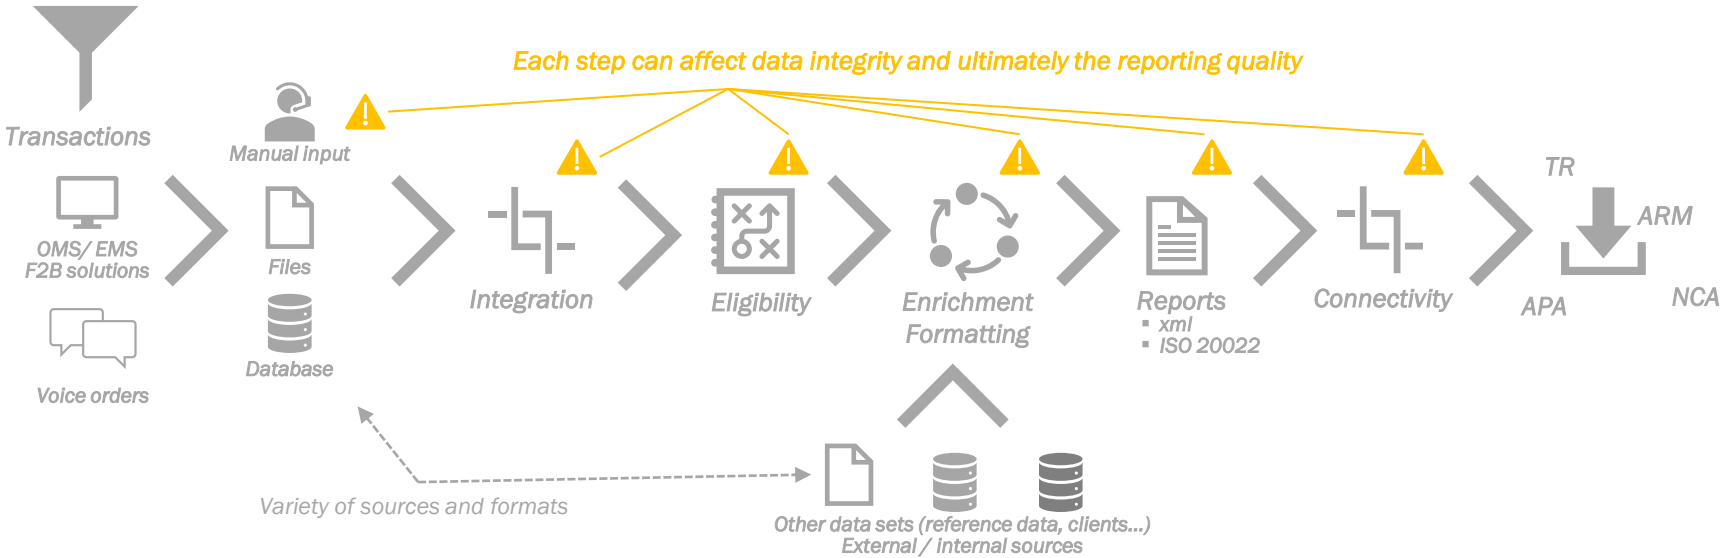 Each step can affect data integrity and ultimately the reporting quality
Transactions
OMS/ EMS
F2B solutions
Voice orders
Manual input
Files
Database
Integration
Eligibility
Enrichment
Formatting
Reports
▪ xml
▪ ISO 20022
Connectivity
TR
ARM
APA
NCA
Variety of sources and formats
Other data sets (reference data, clients...)
External / internal sources